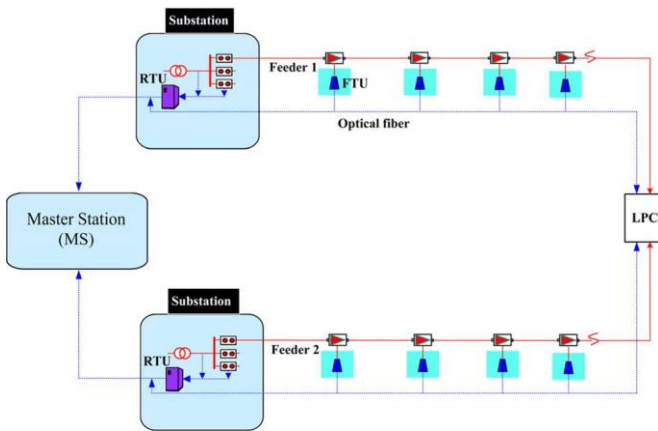 Substation
RTU
Feeder 1
FTU
Optical fiber
Master Station
(MS)
LPC
Substation
RTU
Feeder 2